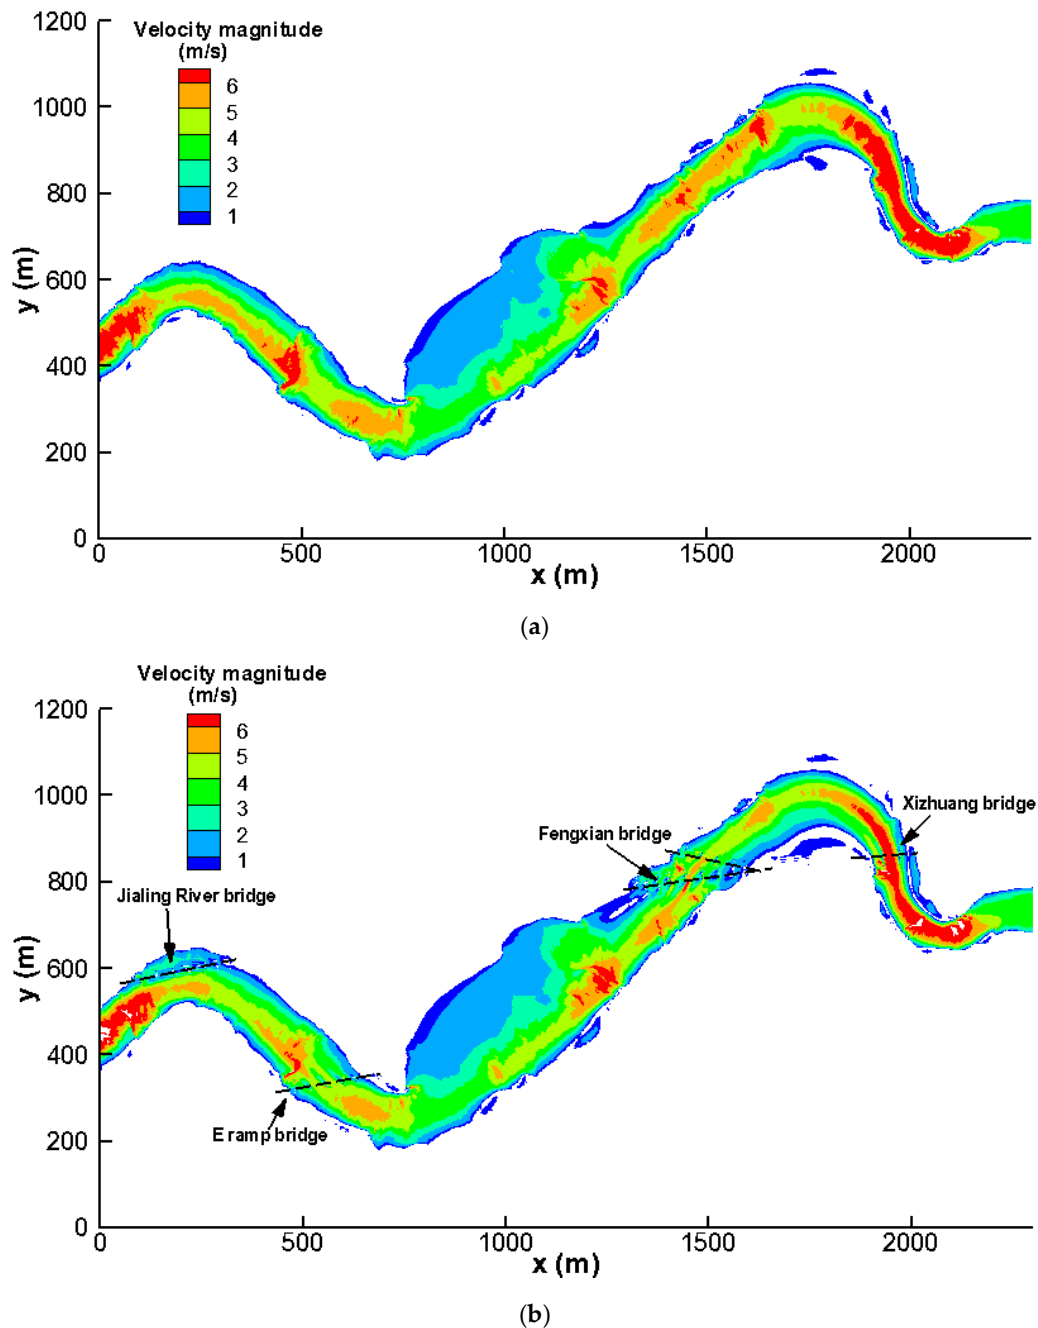 1200
Velocity magnitude
(m/s)
6
5
4
3
2
1
1000
800
600
400
200
0
y (m)
0
500
1000
1500
2000
x (m)
(a)
Velocity magnitude
(m/s)
6
5
4
3
2
1
1200
1000
800
600
400
200
0
y (m)
Xizhuang bridge
Fengxian bridge
Jialing River bridge
E ramp bridge
0
500
1000
1500
2000
x (m)
(b)